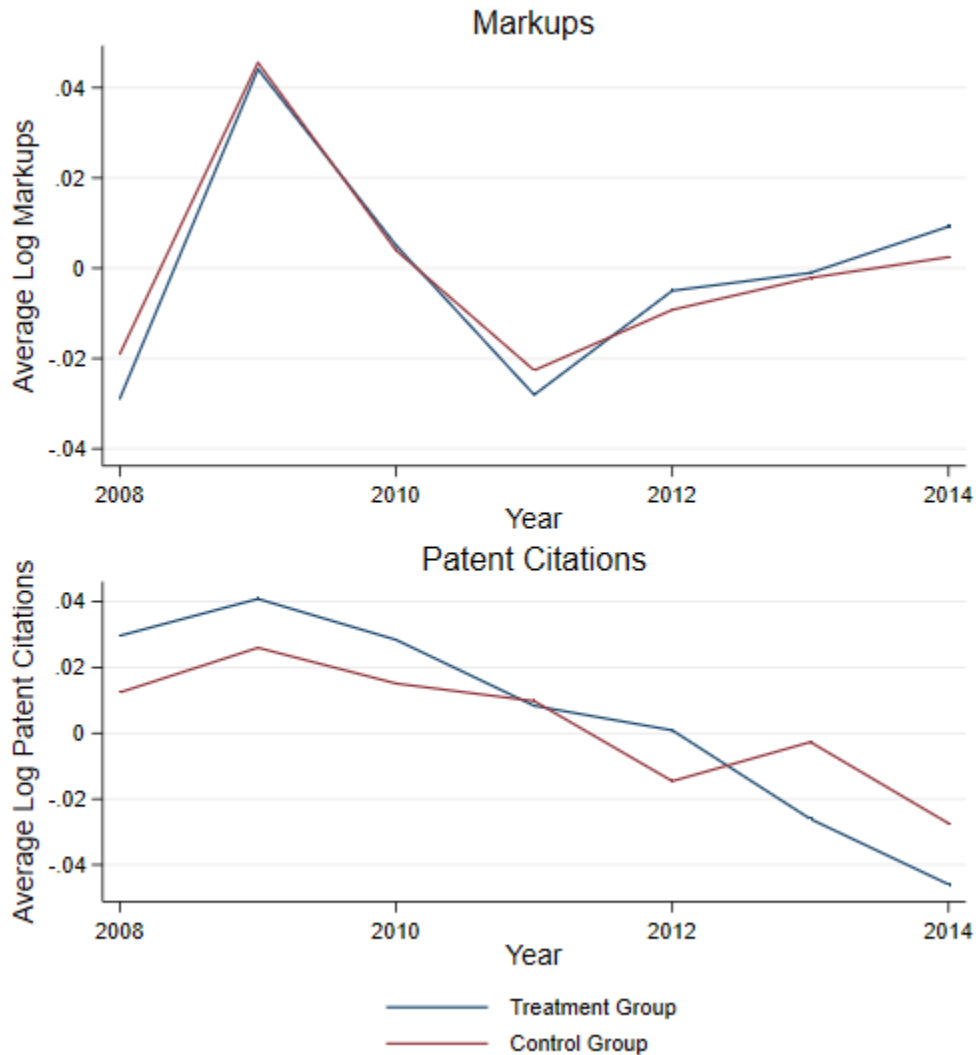 Markups
Average Log Markups
.04
.02
0
-.02
-.04
2008
2010
2012
2014
Year
Patent Citations
Average Log Patent Citations
.04
.02
0
-.02
-.04
2008
2010
2012
2014
Year
Treatment Group
Control Group